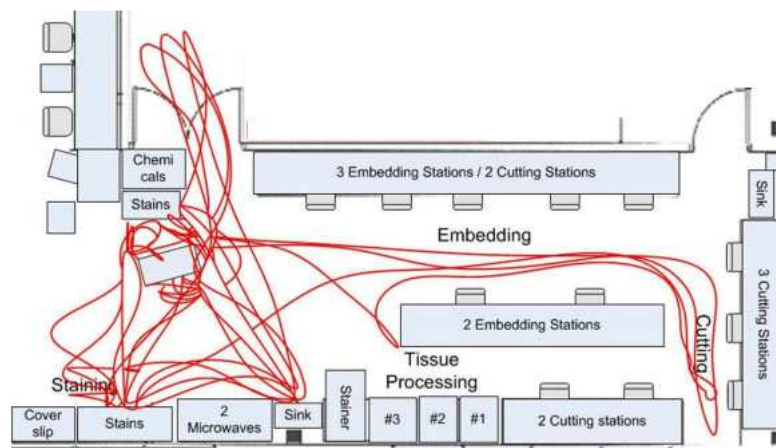 Chemi
cals
Stains
3 Embedding Stations / 2 Cutting Stations
Sink
Embedding
3 Cutting Stations
2 Embedding Stations
Cutting
Tissue
Processing
Staining
Cover
slip
Stains
2
Microwaves
Sink
Stainer
#3
#2
#1
2 Cutting stations